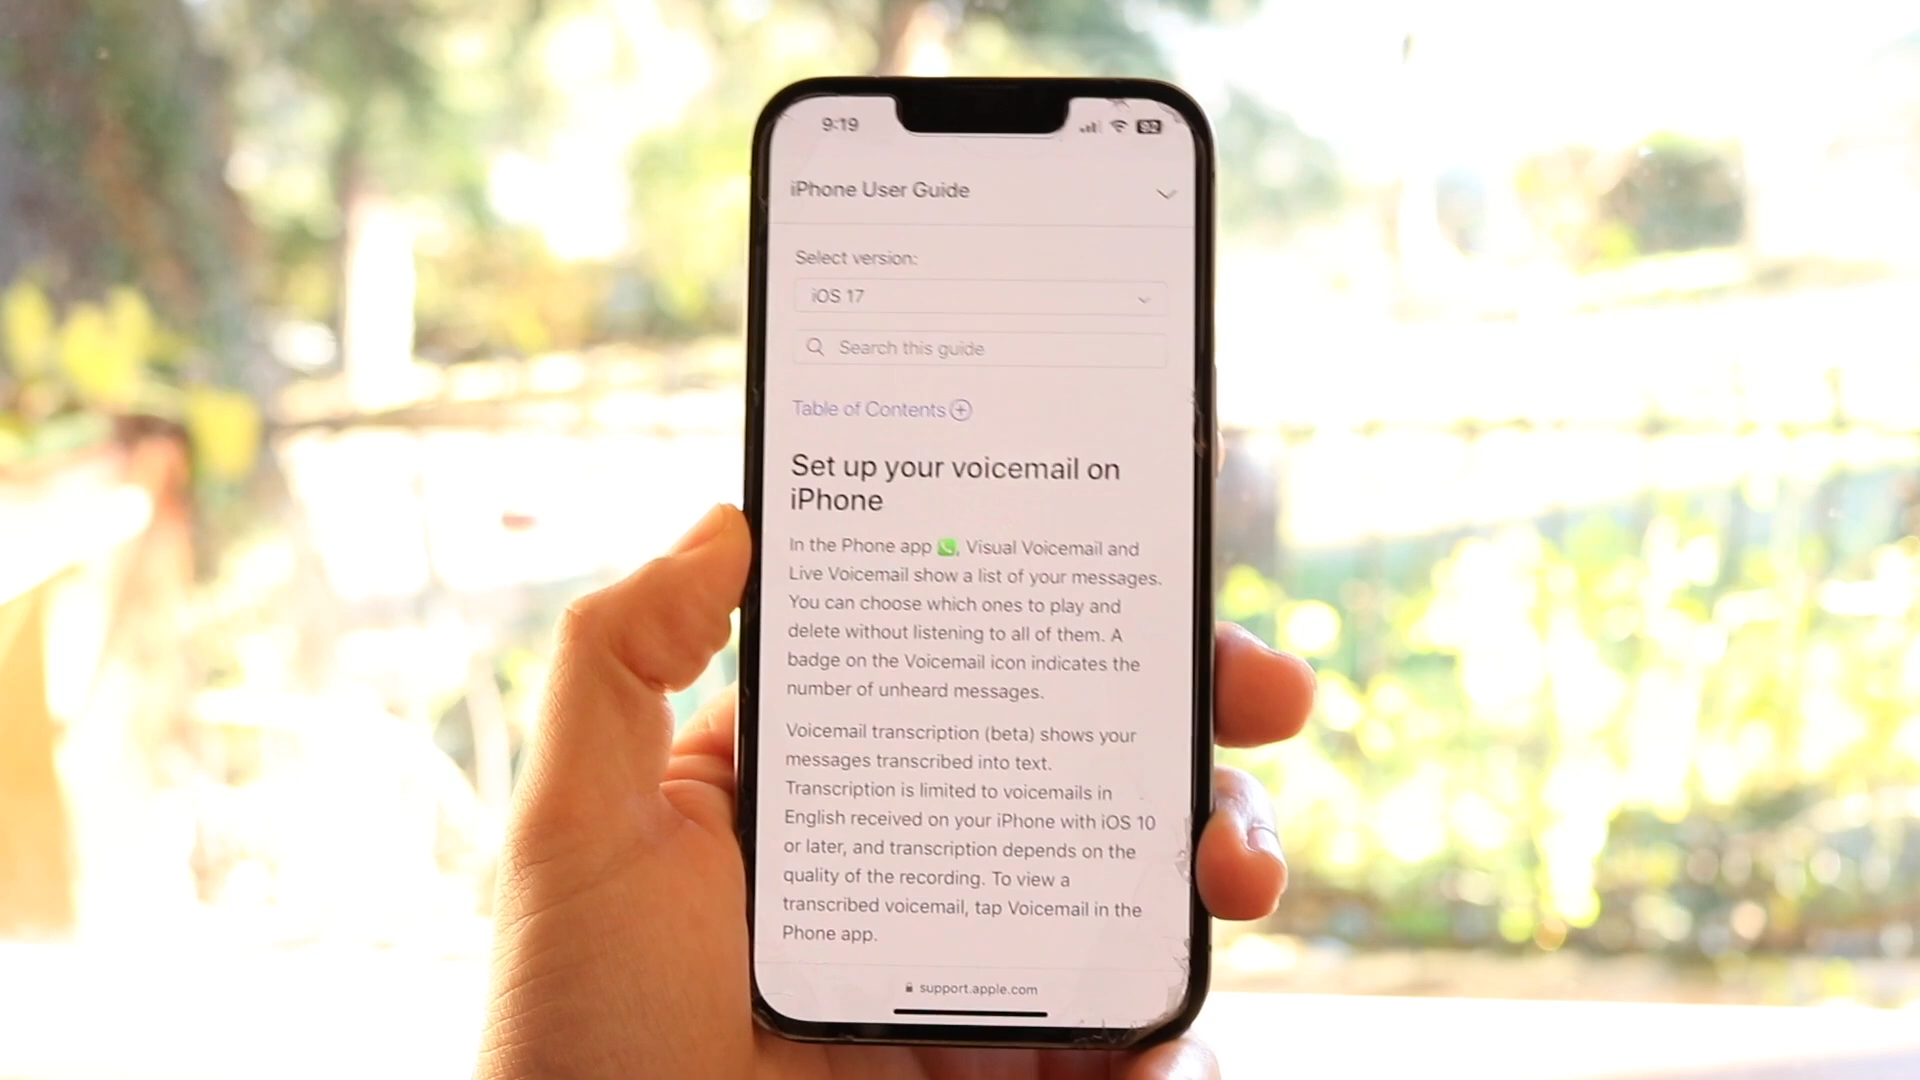 9:19
92
iPhone User Guide
Select version:
iOS 17
Search this guide
Table of Contents
Set up your voicemail on
iPhone
In the Phone app , Visual Voicemail and
Live Voicemail show a list of your messages.
You can choose which ones to play and
delete without listening to all of them. A
badge on the Voicemail icon indicates the
number of unheard messages.
Voicemail transcription (beta) shows your
messages transcribed into text.
Transcription is limited to voicemails in
English received on your iPhone with iOS 10
or later, and transcription depends on the
quality of the recording. To view a
transcribed voicemail, tap Voicemail in the
Phone app.
support.apple.com